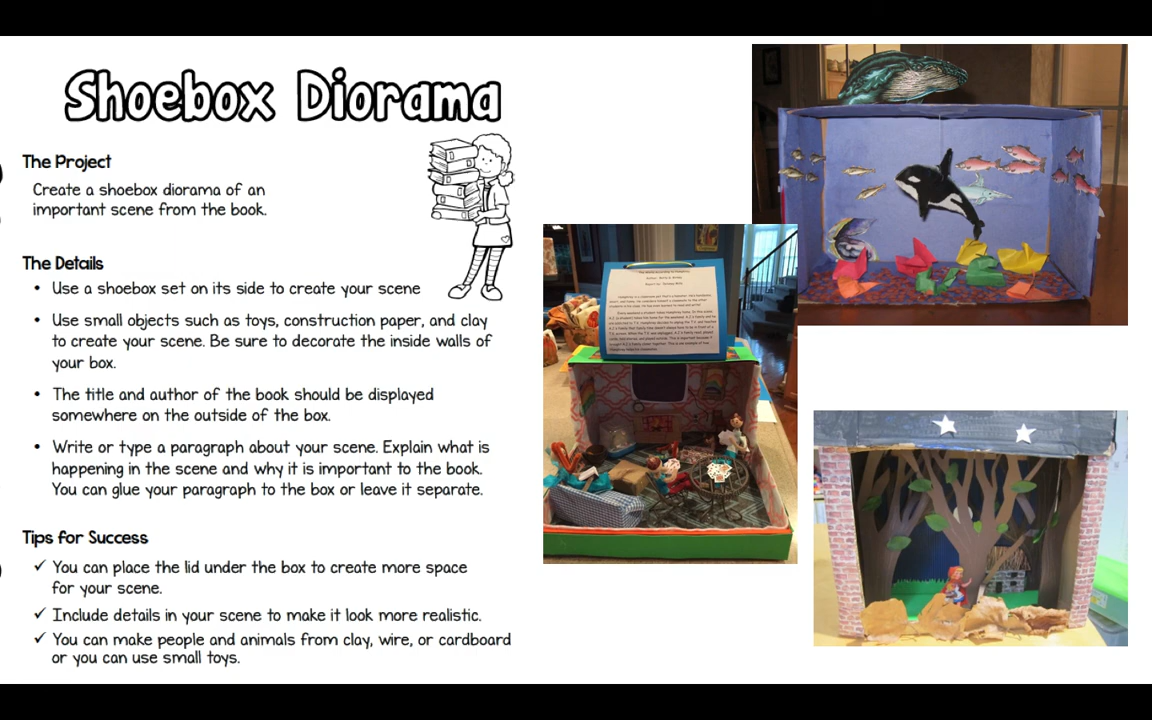 Shoebox Diorama
The Project
Create a shoebox diorama of an
important scene from the book.
The Details
• Use a shoebox set on its side to create your scene
• Use small objects such as toys, construction paper, and clay
to create your scene. Be sure to decorate the inside walls of
your box.
• The title and author of the book should be displayed
somewhere on the outside of the box.
• Write or type a paragraph about your scene. Explain what is
happening in the scene and why it is important to the book.
You can glue your paragraph to the box or leave it separate.
Tips for Success
✓ You can place the lid under the box to create more space
for your scene.
✓ Include details in your scene to make it look more realistic.
✓ You can make people and animals from clay, wire, or cardboard
or you can use small toys.